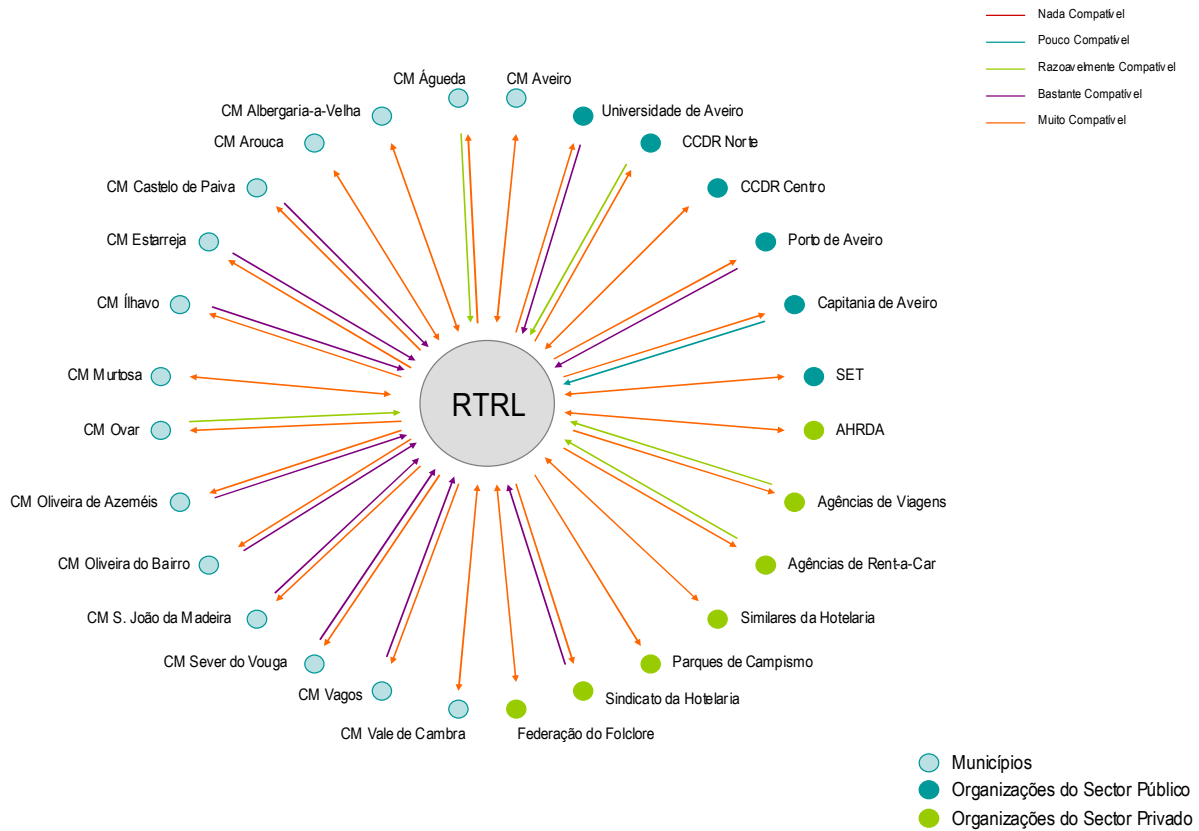 Nada Compatível
Pouco Compatível
Razoavelmente Compatível
Bastante Compatível
Muito Compatível
CM Águeda
CM Aveiro
CM Albergaria-a-Velha
Universidade de Aveiro
CM Arouca
CCDR Norte
CM Castelo de Paiva
CCDR Centro
CM Estarreja
Porto de Aveiro
CM Ílhavo
Capitania de Aveiro
CM Murtosa
SET
RTRL
CM Ovar
AHRDA
CM Oliveira de Azeméis
Agências de Viagens
CM Oliveira do Bairro
Agências de Rent-a-Car
CM S. João da Madeira
Similares da Hotelaria
CM Sever do Vouga
Parques de Campismo
CM Vagos
Sindicato da Hotelaria
CM Vale de Cambra
Federação do Folclore
Municípios
Organizações do Sector Público
Organizações do Sector Privado